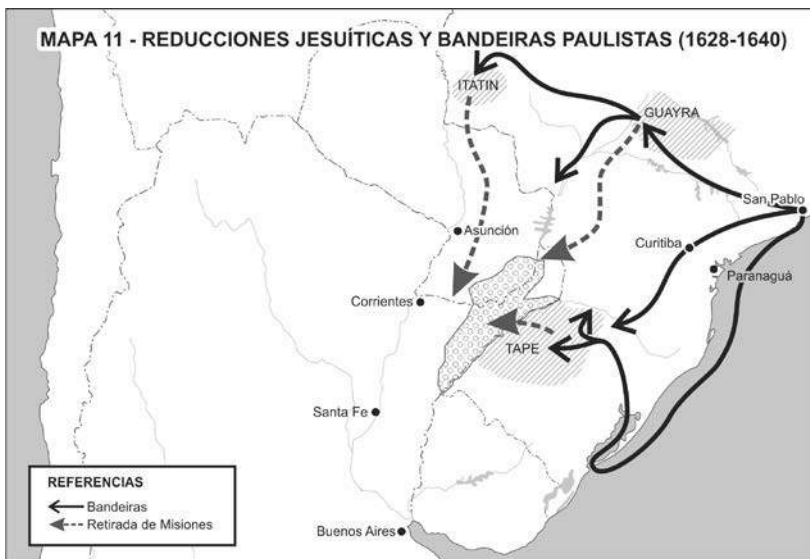 MAPA 11 - REDUCCIONES JESUÍTICAS Y BANDEIRAS PAULISTAS (1628-1640)
ITATIN
GUAYRA
San Pablo
Asunción
Curitiba
Paranaguá
Corrientes
TAPE
Santa Fe
REFERENCIAS
Bandeiras
Retirada de Misiones
Buenos Aires